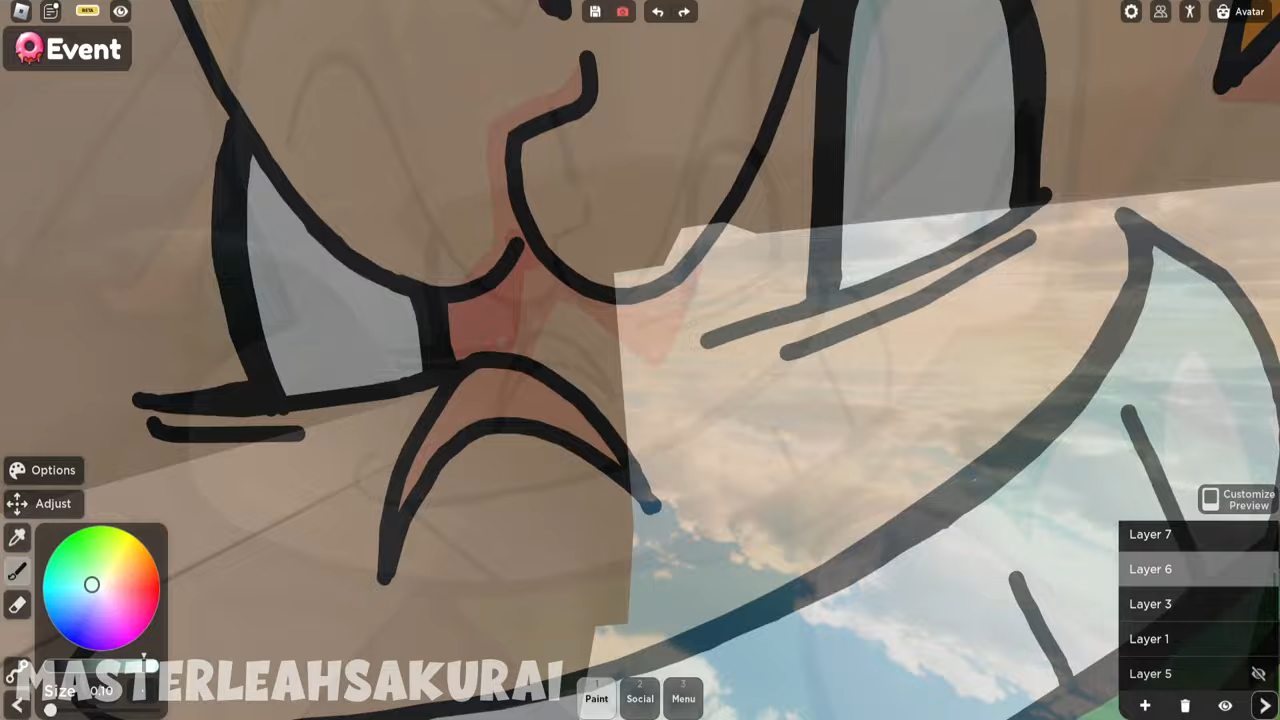 BETA
Avatar
Event
Options
Adjust
Customize
Preview
Layer 7
Layer 6
Layer 3
Layer 1
Layer 5
MASTERLEAHSAKURAI
Size 0.10
1 2 3
Paint Social Menu